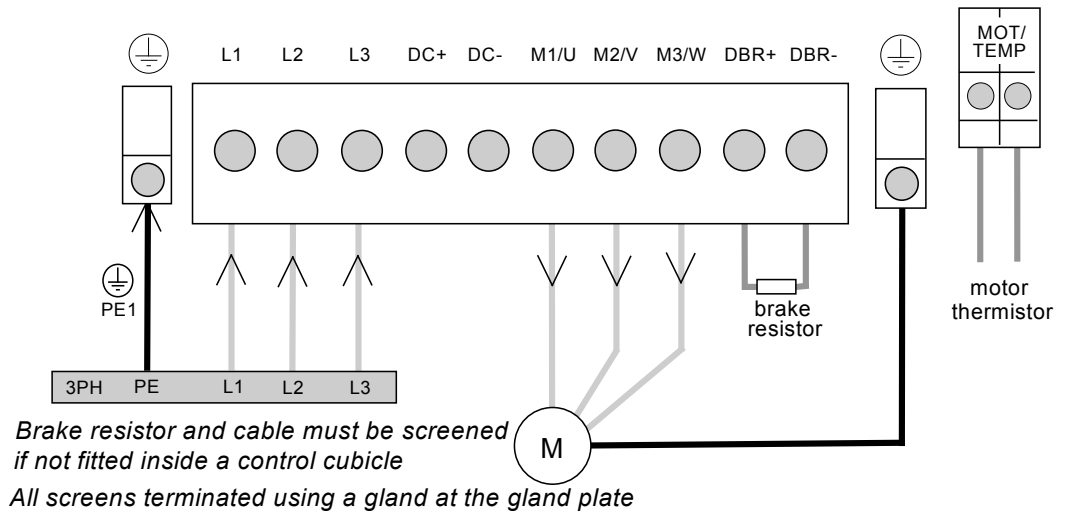 MOT/
TEMP
L1 L2 L3 DC+ DC- M1/U M2/V M3/W DBR+ DBR-
PE1
brake
resistor
motor
thermistor
3PH PE L1 L2 L3
Brake resistor and cable must be screened
if not fitted inside a control cubicle
M
All screens terminated using a gland at the gland plate